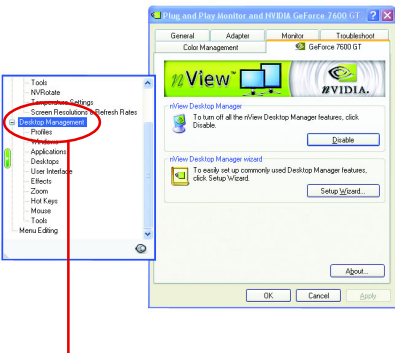 Plug and Play Monitor and NVIDIA GeForce 7600 GT
General
Adapter
Monitor
Troubleshoot
Color Management
GeForce 7600 GT
nView™
NVIDIA.
nView Desktop Manager
To turn off all the nView Desktop Manager features, click
Disable.
Disable
nView Desktop Manager wizard
To easily set up commonly used Desktop Manager features,
click Setup Wizard.
Setup Wizard...
About...
OK
Cancel
Apply
Tools
NVRotate
Temperature Settings
Screen Resolutions & Refresh Rates
Desktop Management
Profiles
Windows
Applications
Desktops
User Interface
Effects
Zoom
Hot Keys
Mouse
Tools
Menu Editing